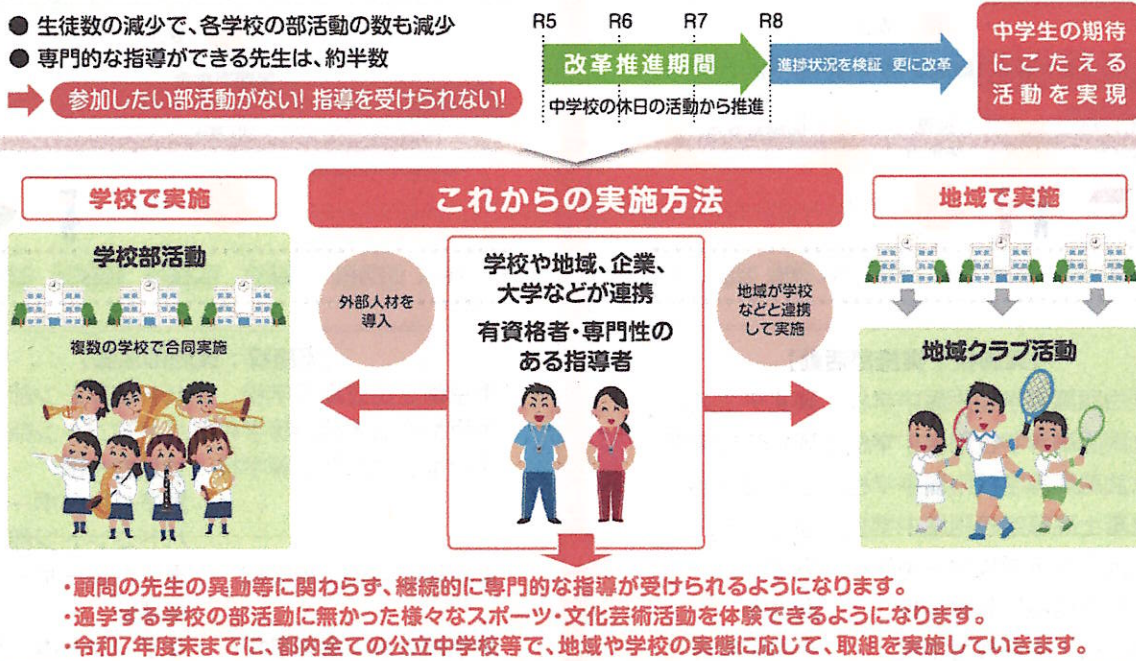 ● 生徒数の減少で、各学校の部活動の数も減少
● 専門的な指導ができる先生は、約半数
参加したい部活動がない! 指導を受けられない!
R5 R6 R7 R8
改革推進期間
進捗状況を検証 更に改革
中学校の休日の活動から推進
中学生の期待
にこたえる
活動を実現
これからの実施方法
学校で実施
学校部活動
複数の学校で合同実施
外部人材を
導入
学校や地域、企業、
大学などが連携
有資格者・専門性の
ある指導者
地域が学校
などと連携
して実施
地域で実施
地域クラブ活動
・顧問の先生の異動等に関わらず、継続的に専門的な指導が受けられるようになります。
・通学する学校の部活動に無かった様々なスポーツ・文化芸術活動を体験できるようになります。
・令和7年度末までに、都内全ての公立中学校等で、地域や学校の実態に応じて、取組を実施していきます。